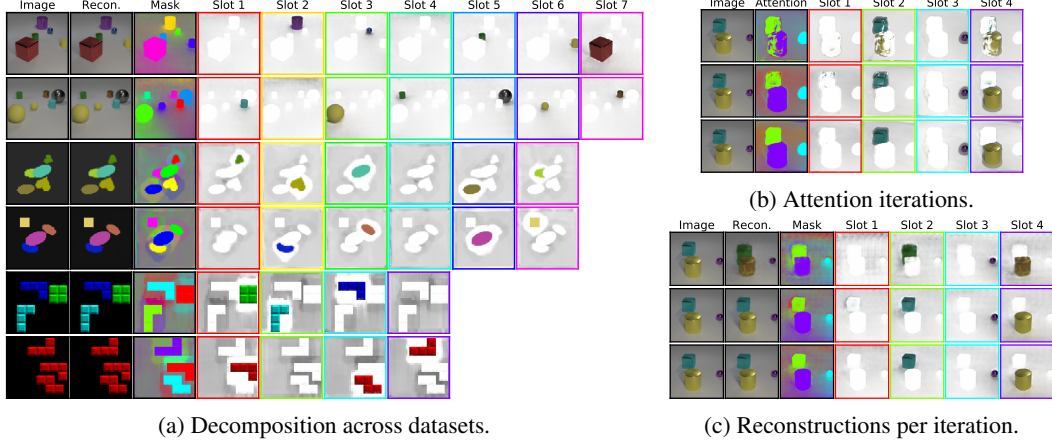 Image Recon. Mask Slot 1 Slot 2 Slot 3 Slot 4 Slot 5 Slot 6 Slot 7
(a) Decomposition across datasets.
Image Attention Slot 1 Slot 2 Slot 3 Slot 4
(b) Attention iterations.
Image Recon. Mask Slot 1 Slot 2 Slot 3 Slot 4
(c) Reconstructions per iteration.